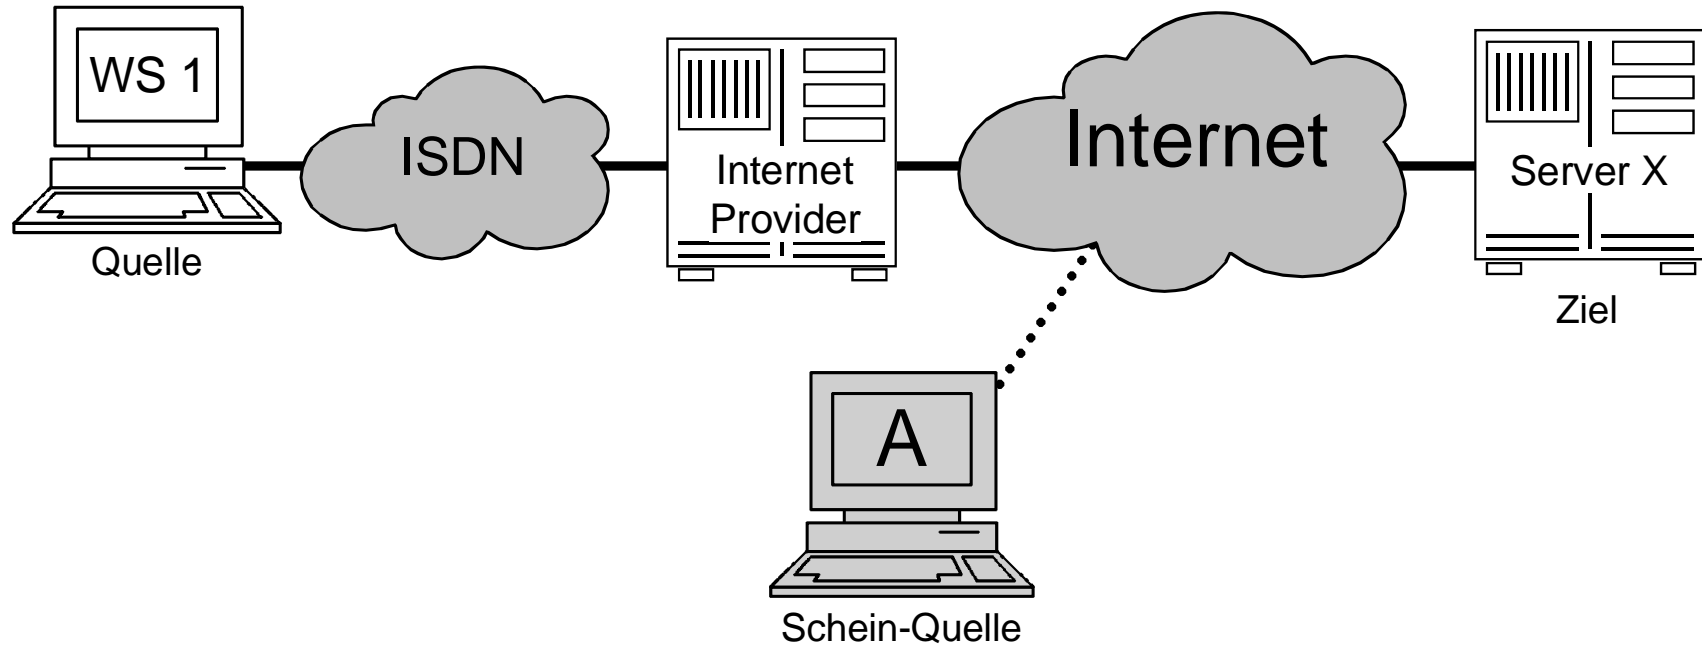 WS 1
ISDN
Internet
Provider
Internet
Server X
Quelle
Ziel
A
Schein-Quelle